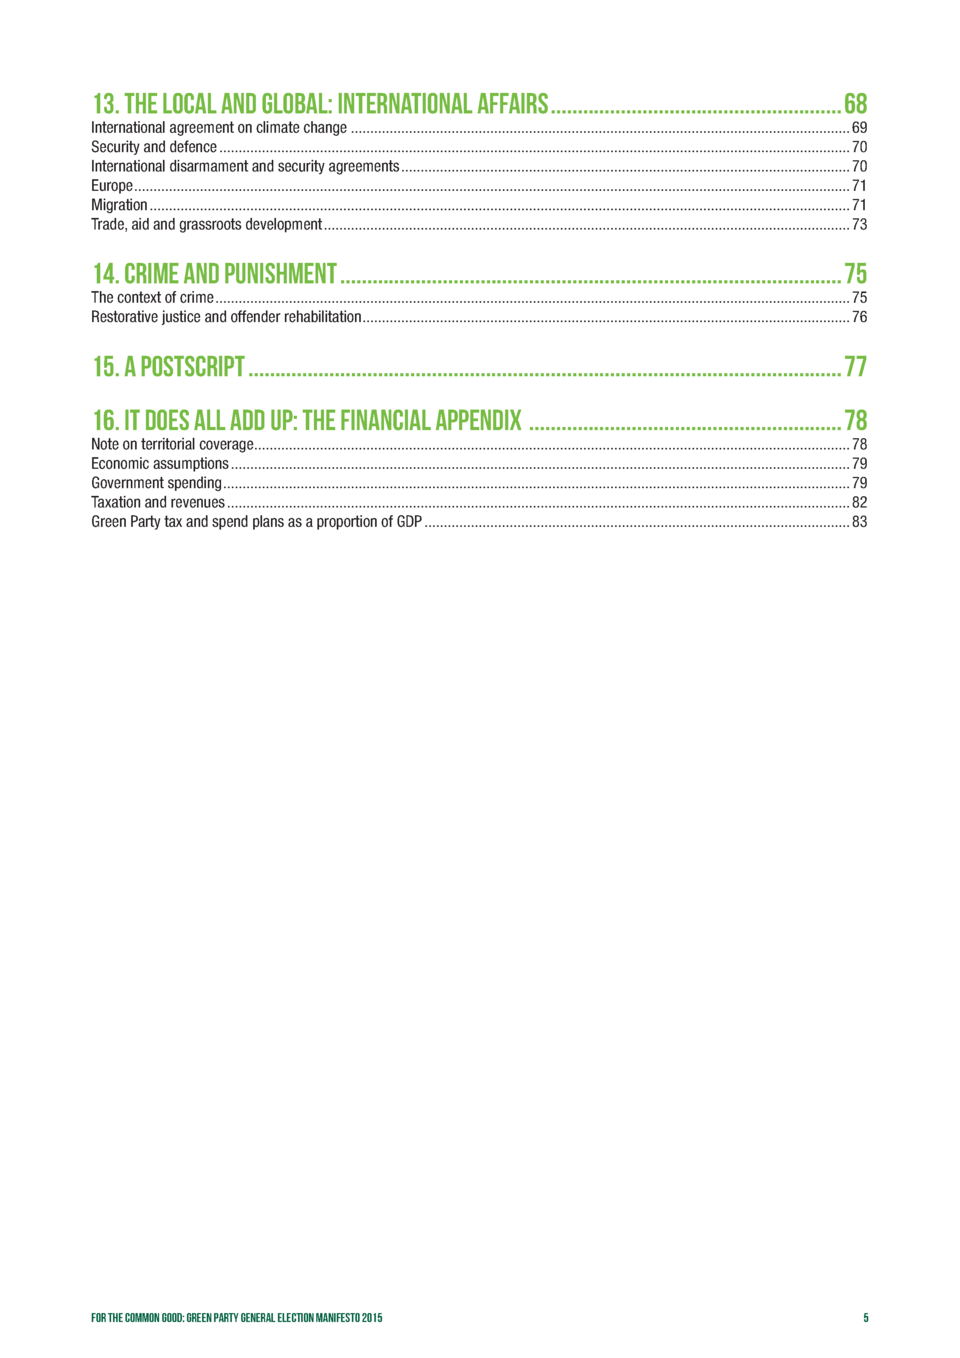 13. THE LOCAL AND GLOBAL: INTERNATIONAL AFFAIRS...................................................... 68
International agreement on climate change ................................................................................................................................. 69
Security and defence ................................................................................................................................................................... 70
International disarmament and security agreements.................................................................................................................... 70
Europe......................................................................................................................................................................................... 71
Migration ..................................................................................................................................................................................... 71
Trade, aid and grassroots development........................................................................................................................................ 73
14. CRIME AND PUNISHMENT ............................................................................................. 75
The context of crime.................................................................................................................................................................... 75
Restorative justice and offender rehabilitation.............................................................................................................................. 76
15. A POSTSCRIPT .............................................................................................................. 77
16. IT DOES ALL ADD UP: THE FINANCIAL APPENDIX .......................................................... 78
Note on territorial coverage.......................................................................................................................................................... 78
Economic assumptions ................................................................................................................................................................ 79
Government spending.................................................................................................................................................................. 79
Taxation and revenues ................................................................................................................................................................. 82
Green Party tax and spend plans as a proportion of GDP .............................................................................................................. 83
FOR THE COMMON GOOD: GREEN PARTY GENERAL ELECTION MANIFESTO 2015 5